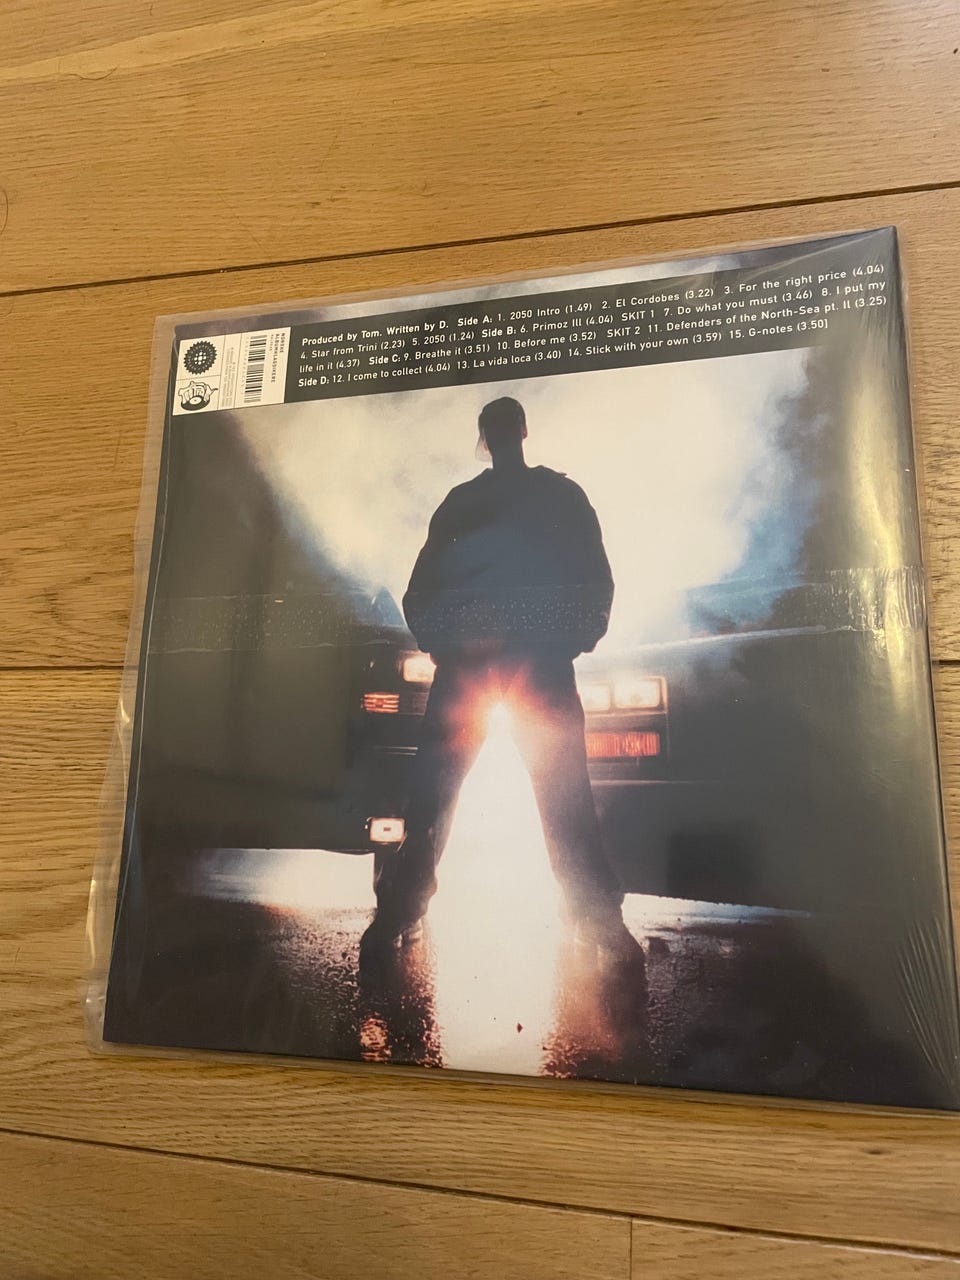 Produced by Tom. Written by D. Side A: 1. 2050 Intro (1.49) 2. El Cordobes (3.22) 3. For the right price (4.04)
4. Star from Trini (2.23) 5. 2050 (1.24) Side B: 6. Primoz III (4.04) SKIT 1 7. Do what you must (3.46) 8. I put my
life in it (4.37) Side C: 9. Breathe it (3.51) 10. Before me (3.52) SKIT 2 11. Defenders of the North-Sea pt. II (3.25)
Side D: 12. I come to collect (4.04) 13. La vida loca (3.40) 14. Stick with your own (3.59) 15. G-notes (3.50]
NORSKE
ALBUMKLASSIKERE